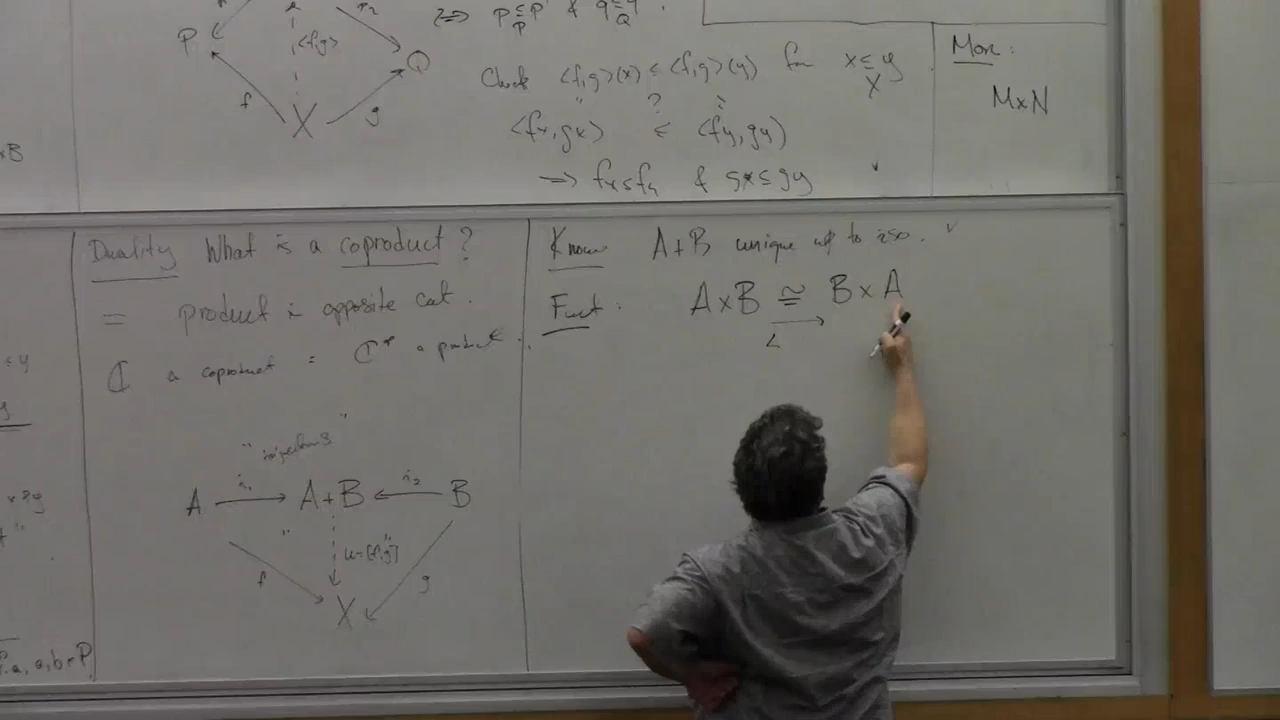 ⟺ p ≤ p' & q ≤ q'.
P Q
P <f,g> Q
f X g
Check <f,g>(x) ≤ <f,g>(y) for x ≤ y
X
" ? "
<fx,gx> ≤ <fy,gy>
⟹ fx ≤ fy & gx ≤ gy ✓
More:
M×N
×B
Duality What is a coproduct?
= product in opposite cat.
ℂ a coproduct = ℂᵒᵖ a product.
"injections"
A i₁ A+B i₂ B
" u=[f,g] "
f X g
Know A+B unique up to iso. ✓
Fact: A×B ≅ B×A
a, b ∈ P